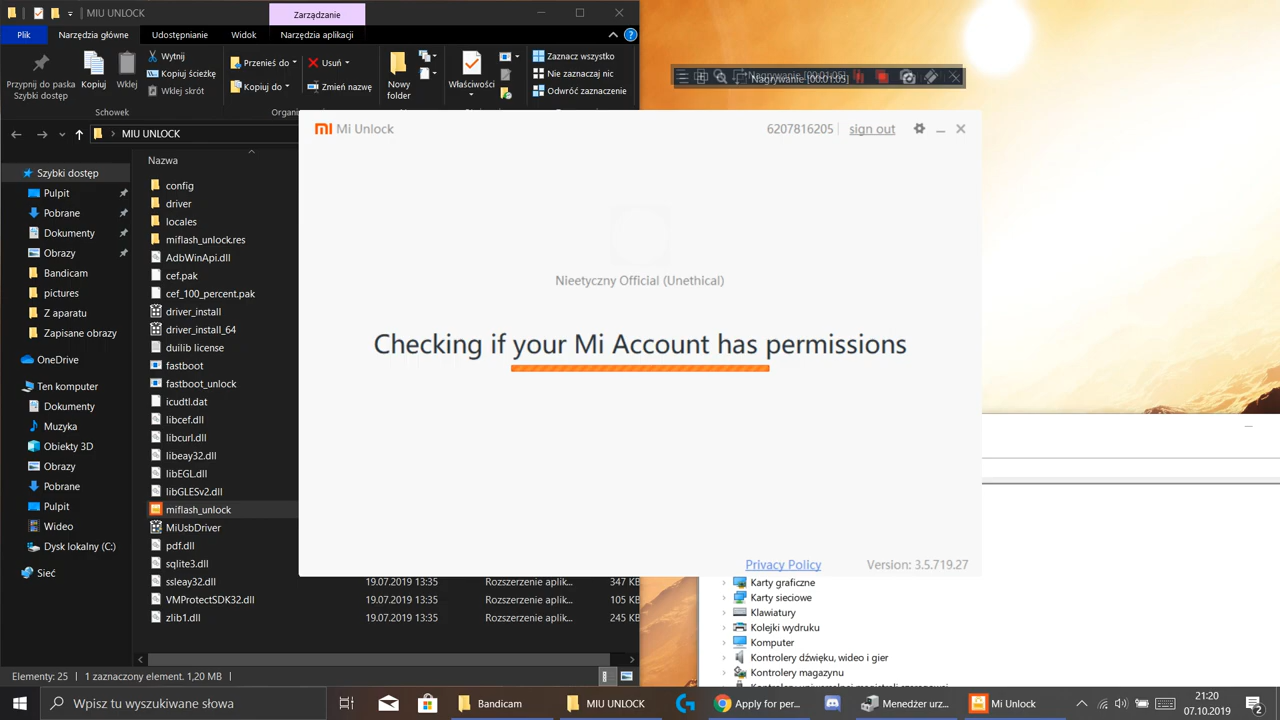 MIU UNLOCK
Zarządzanie
Plik
Narzędzia główne
Udostępnianie
Widok
Narzędzia aplikacji
Przypnij do paska
Szybki dostęp
Kopiuj
Wklej
Wytnij
Kopiuj ścieżkę
Wklej skrót
Schowek
Przenieś do
Kopiuj do
Usuń
Zmień nazwę
Nowy
folder
Właściwości
Zaznacz wszystko
Nie zaznaczaj nic
Odwróć zaznaczenie
Nagrywanie [00:01:05]
MIU UNLOCK
Nazwa
Szybki dostęp
Pulpit
Pobrane
Dokumenty
Obrazy
Bandicam
pictures
Z aparatu
Zapisane obrazy
OneDrive
Ten komputer
Dokumenty
Muzyka
Obiekty 3D
Obrazy
Pobrane
Pulpit
Wideo
Dysk lokalny (C:)
Sieć
config
driver
locales
miflash_unlock.res
AdbWinApi.dll
cef.pak
cef_100_percent.pak
driver_install
driver_install_64
duilib license
fastboot
fastboot_unlock
icudtl.dat
libcef.dll
libcurl.dll
libeay32.dll
libEGL.dll
libGLESv2.dll
miflash_unlock
MiUsbDriver
pdf.dll
sqlite3.dll
ssleay32.dll 19.07.2019 13:35 Rozszerzenie aplik... 347 KB
VMProtectSDK32.dll 19.07.2019 13:35 Rozszerzenie aplik... 105 KB
zlib1.dll 19.07.2019 13:35 Rozszerzenie aplik... 245 KB
Elementy: 25 1 zaznaczony element. 1,20 MB
Mi Unlock
6207816205 sign out
Nieetyczny Official (Unethical)
Checking if your Mi Account has permissions
Privacy Policy Version: 3.5.719.27
Karty graficzne
Karty sieciowe
Klawiatury
Kolejki wydruku
Komputer
Kontrolery dźwięku, wideo i gier
Kontrolery magazynu
Wpisz tu wyszukiwane słowa
Bandicam
MIU UNLOCK
Apply for per...
Menedżer urz...
Mi Unlock
21:20
07.10.2019
2